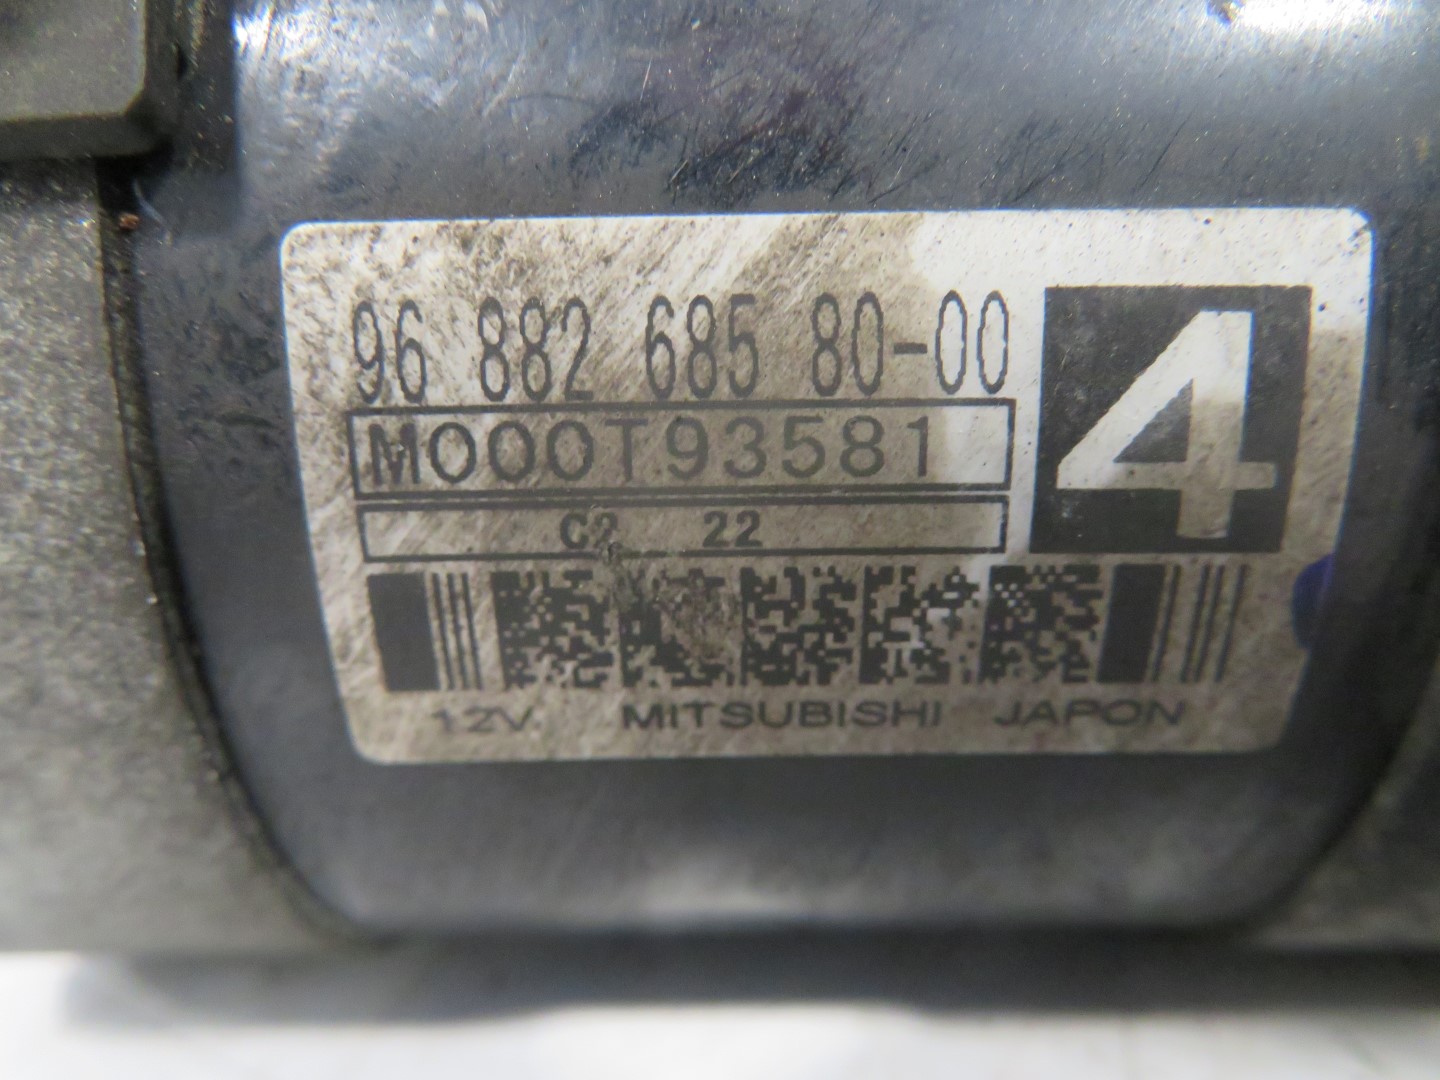 96 882 685 80-00
4
M000T93581
C2 22
12V MITSUBISHI JAPON